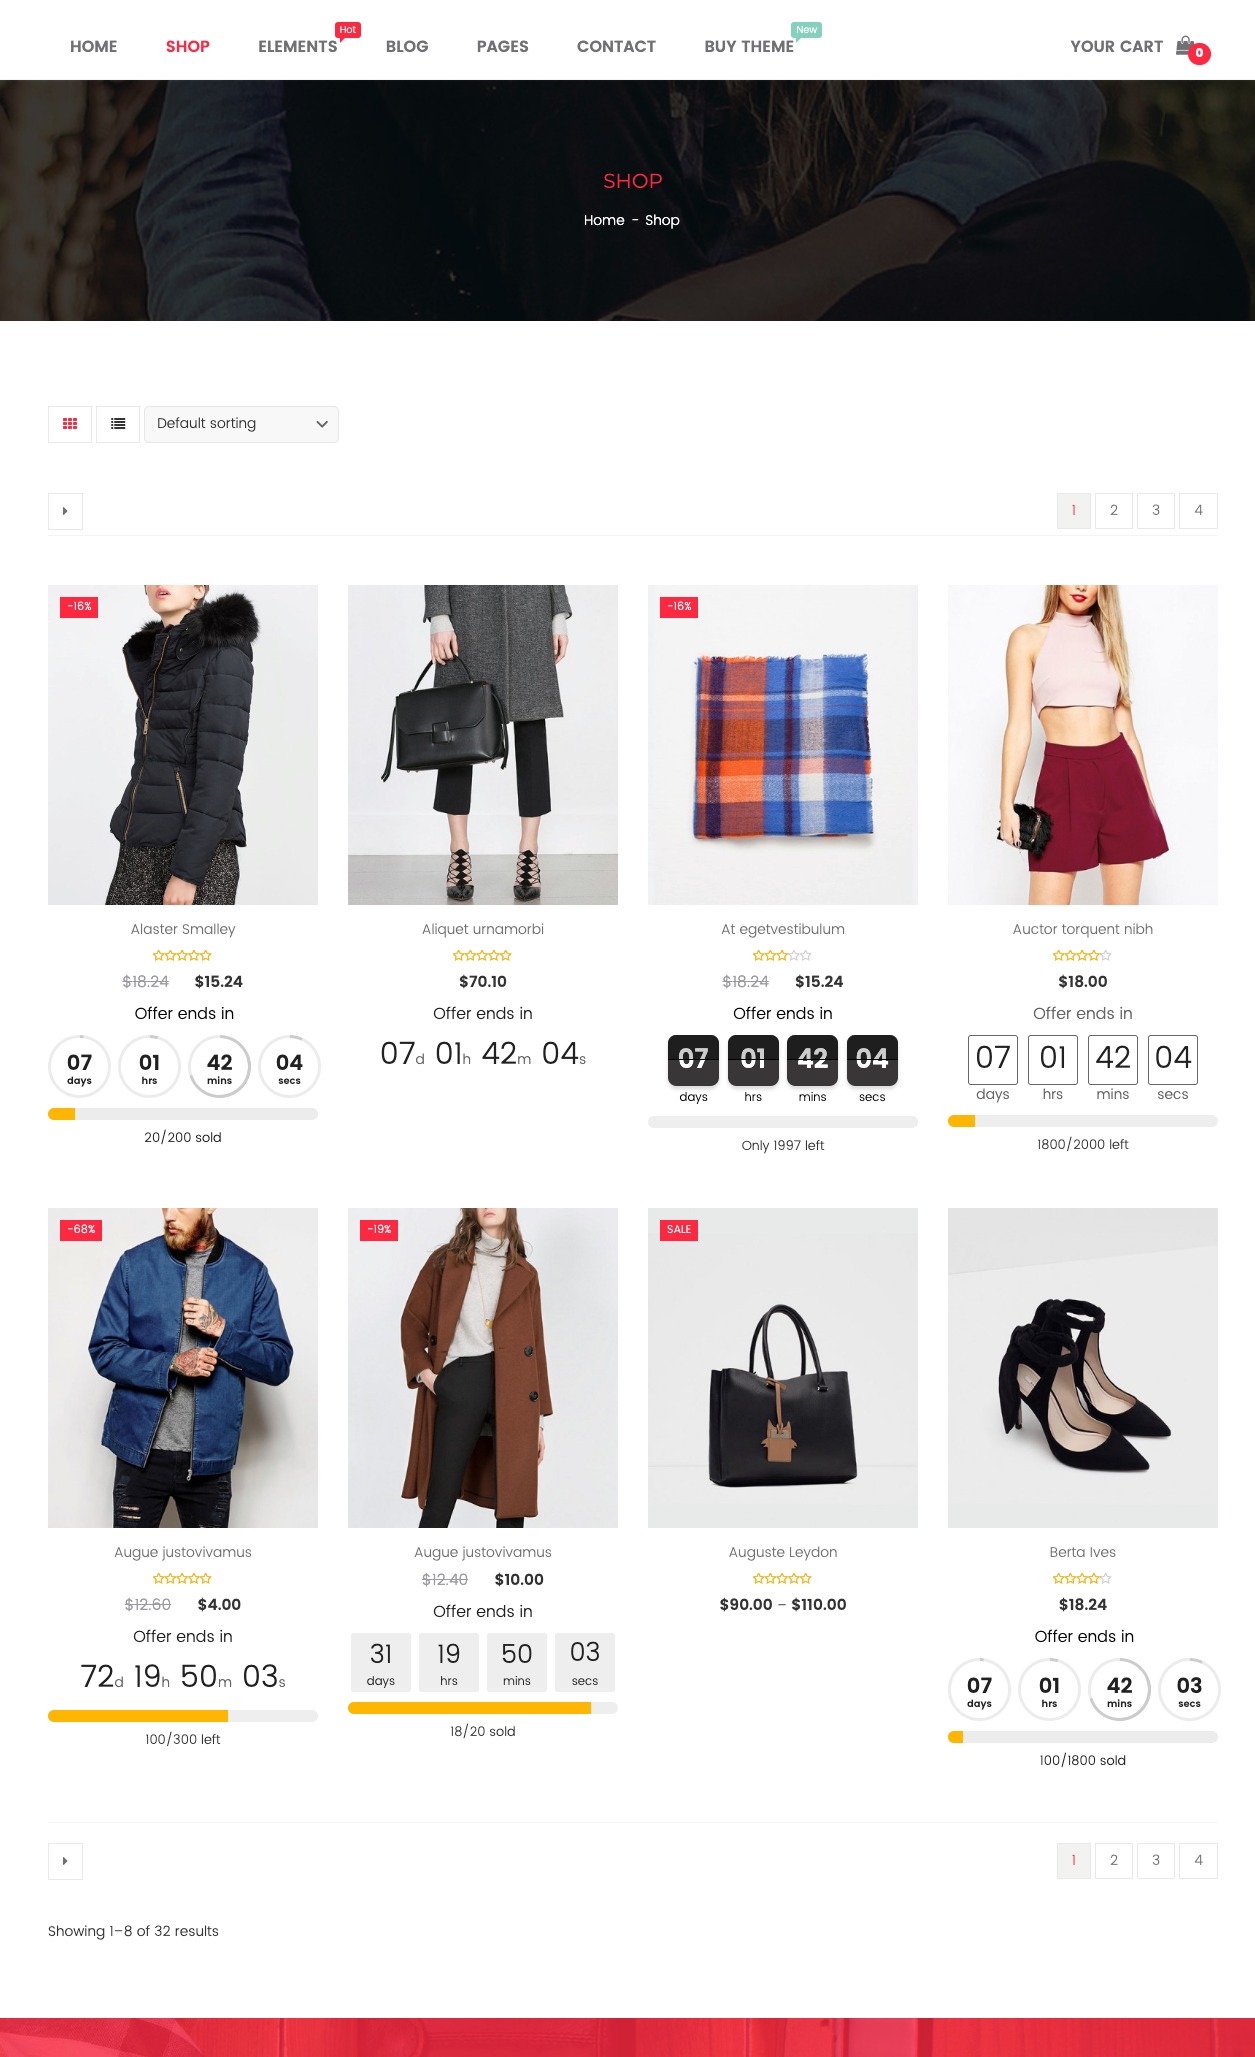 Hot
New
HOME SHOP ELEMENTS BLOG PAGES CONTACT BUY THEME YOUR CART 0
SHOP
Home - Shop
Default sorting
1 2 3 4
-16%
-16%
Alaster Smalley
$18.24 $15.24
Offer ends in
07 01 42 04
days hrs mins secs
20/200 sold
Aliquet urnamorbi
$70.10
Offer ends in
07d 01h 42m 04s
At egetvestibulum
$18.24 $15.24
Offer ends in
07 01 42 04
days hrs mins secs
Only 1997 left
Auctor torquent nibh
$18.00
Offer ends in
07 01 42 04
days hrs mins secs
1800/2000 left
-68%
-19%
SALE
Augue justovivamus
$12.60 $4.00
Offer ends in
72d 19h 50m 03s
100/300 left
Augue justovivamus
$12.40 $10.00
Offer ends in
31 19 50 03
days hrs mins secs
18/20 sold
Auguste Leydon
$90.00 – $110.00
Berta Ives
$18.24
Offer ends in
07 01 42 03
days hrs mins secs
100/1800 sold
1 2 3 4
Showing 1–8 of 32 results